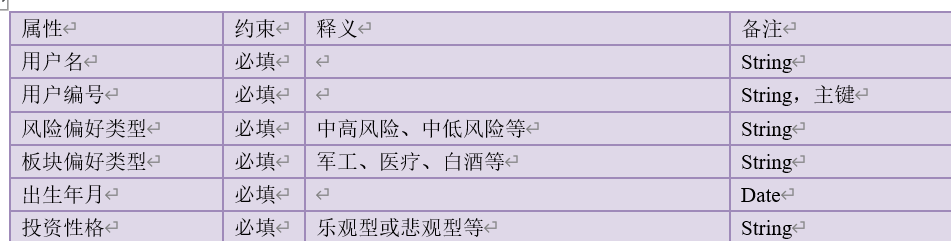 属性 约束 释义 备注
用户名 必填 String
用户编号 必填 String，主键
风险偏好类型 必填 中高风险、中低风险等 String
板块偏好类型 必填 军工、医疗、白酒等 String
出生年月 必填 Date
投资性格 必填 乐观型或悲观型等 String